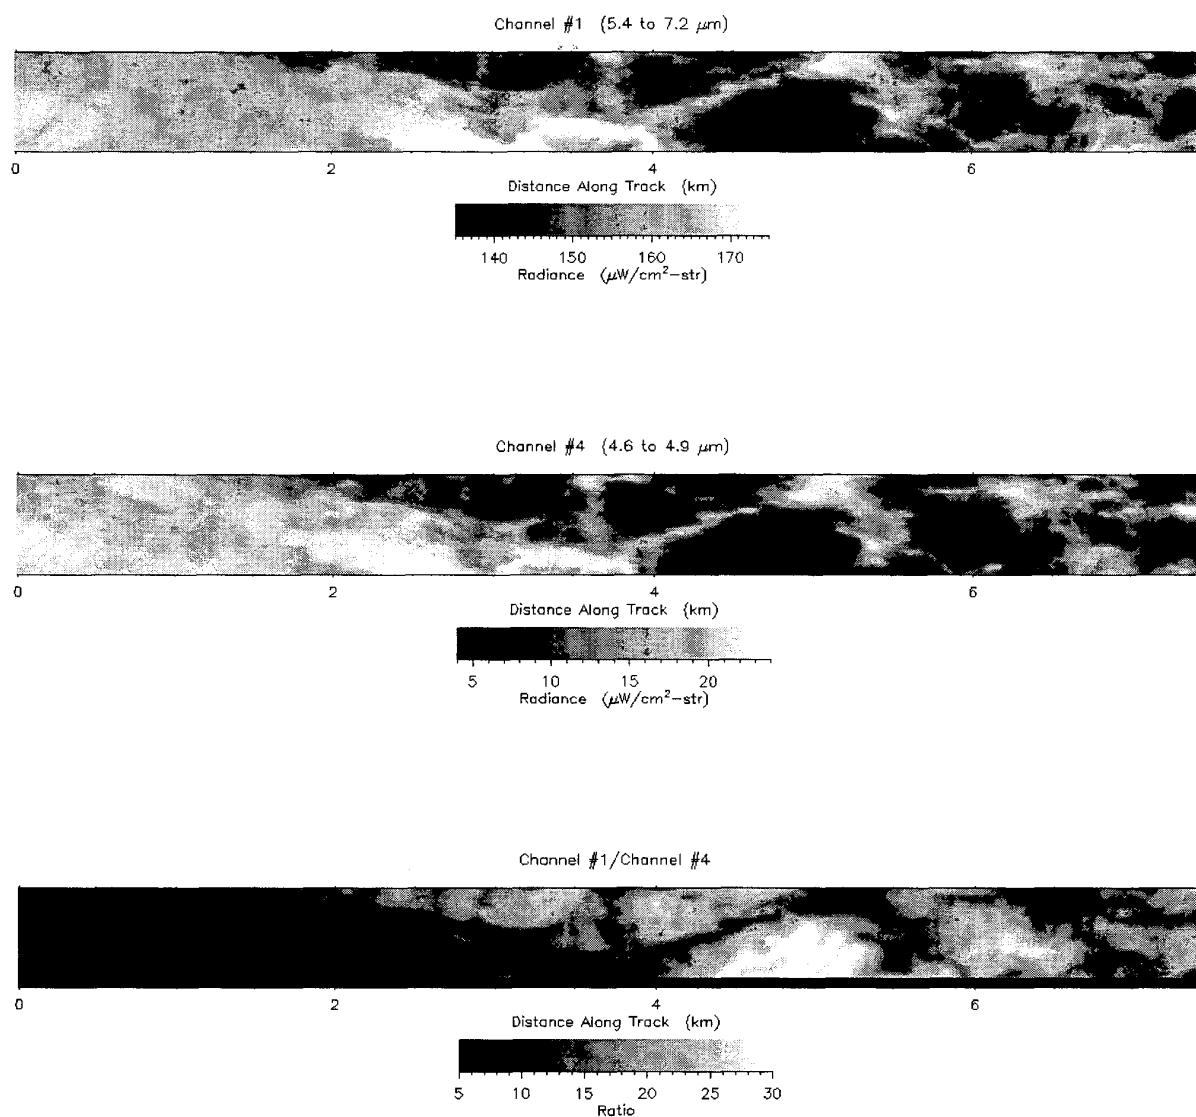 Channel #1 (5.4 to 7.2 μm)
0 2 4 6
Distance Along Track (km)
140 150 160 170
Radiance (μW/cm²-str)
Channel #4 (4.6 to 4.9 μm)
0 2 4 6
Distance Along Track (km)
5 10 15 20
Radiance (μW/cm²-str)
Channel #1/Channel #4
0 2 4 6
Distance Along Track (km)
5 10 15 20 25 30
Ratio